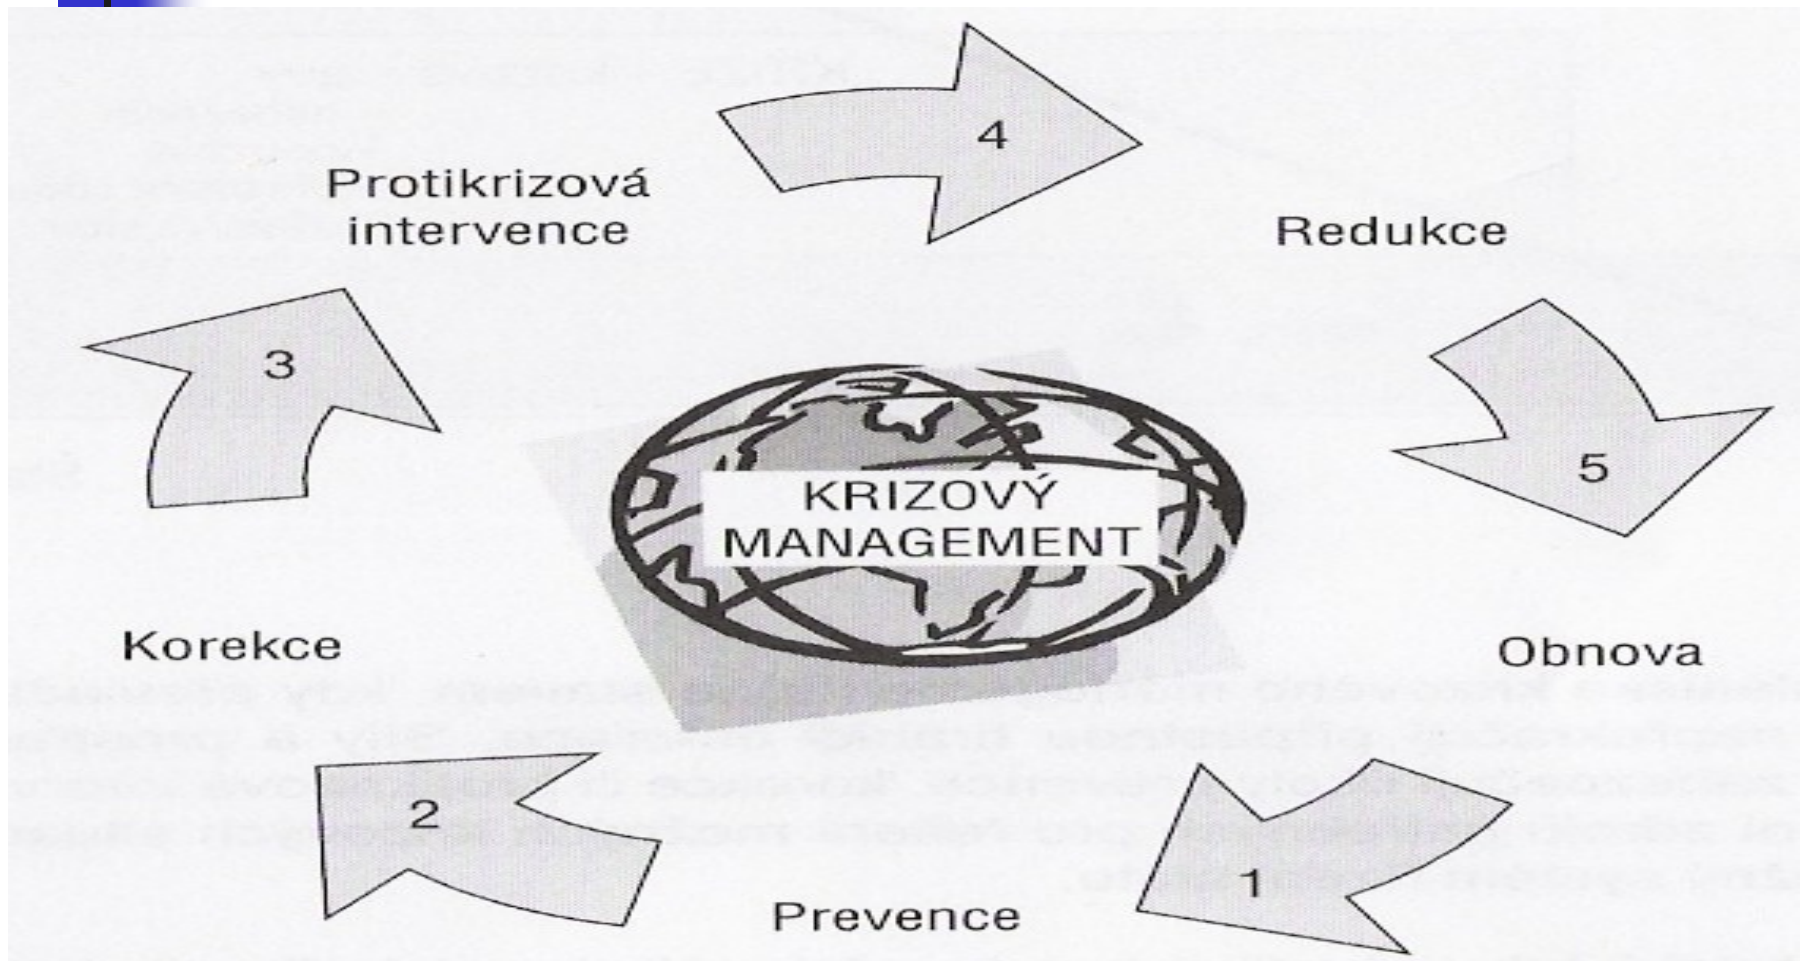 4
Protikrizová
intervence
Redukce
3
5
KRIZOVÝ
MANAGEMENT
Korekce
Obnova
2
1
Prevence